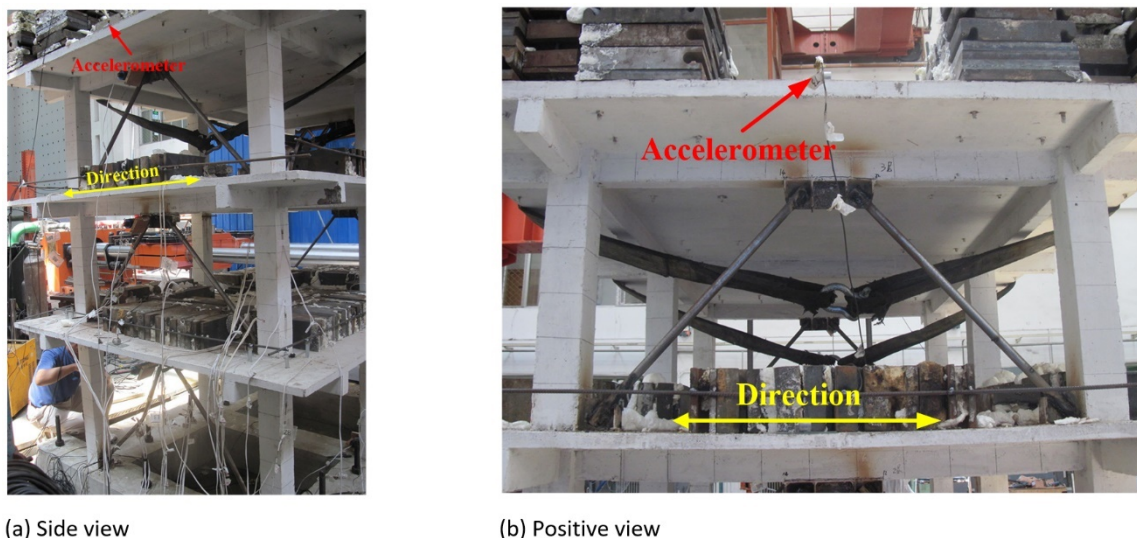 Accelerometer
Direction
Accelerometer
Direction
(a) Side view
(b) Positive view